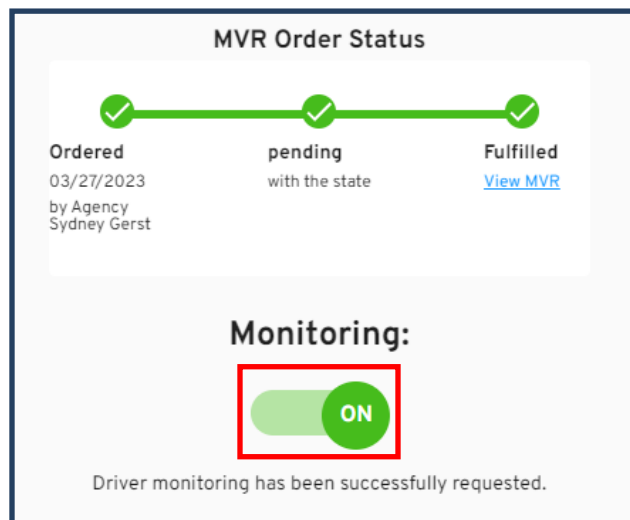 MVR Order Status
Ordered
pending
Fulfilled
03/27/2023
with the state
View MVR
by Agency
Sydney Gerst
Monitoring:
ON
Driver monitoring has been successfully requested.